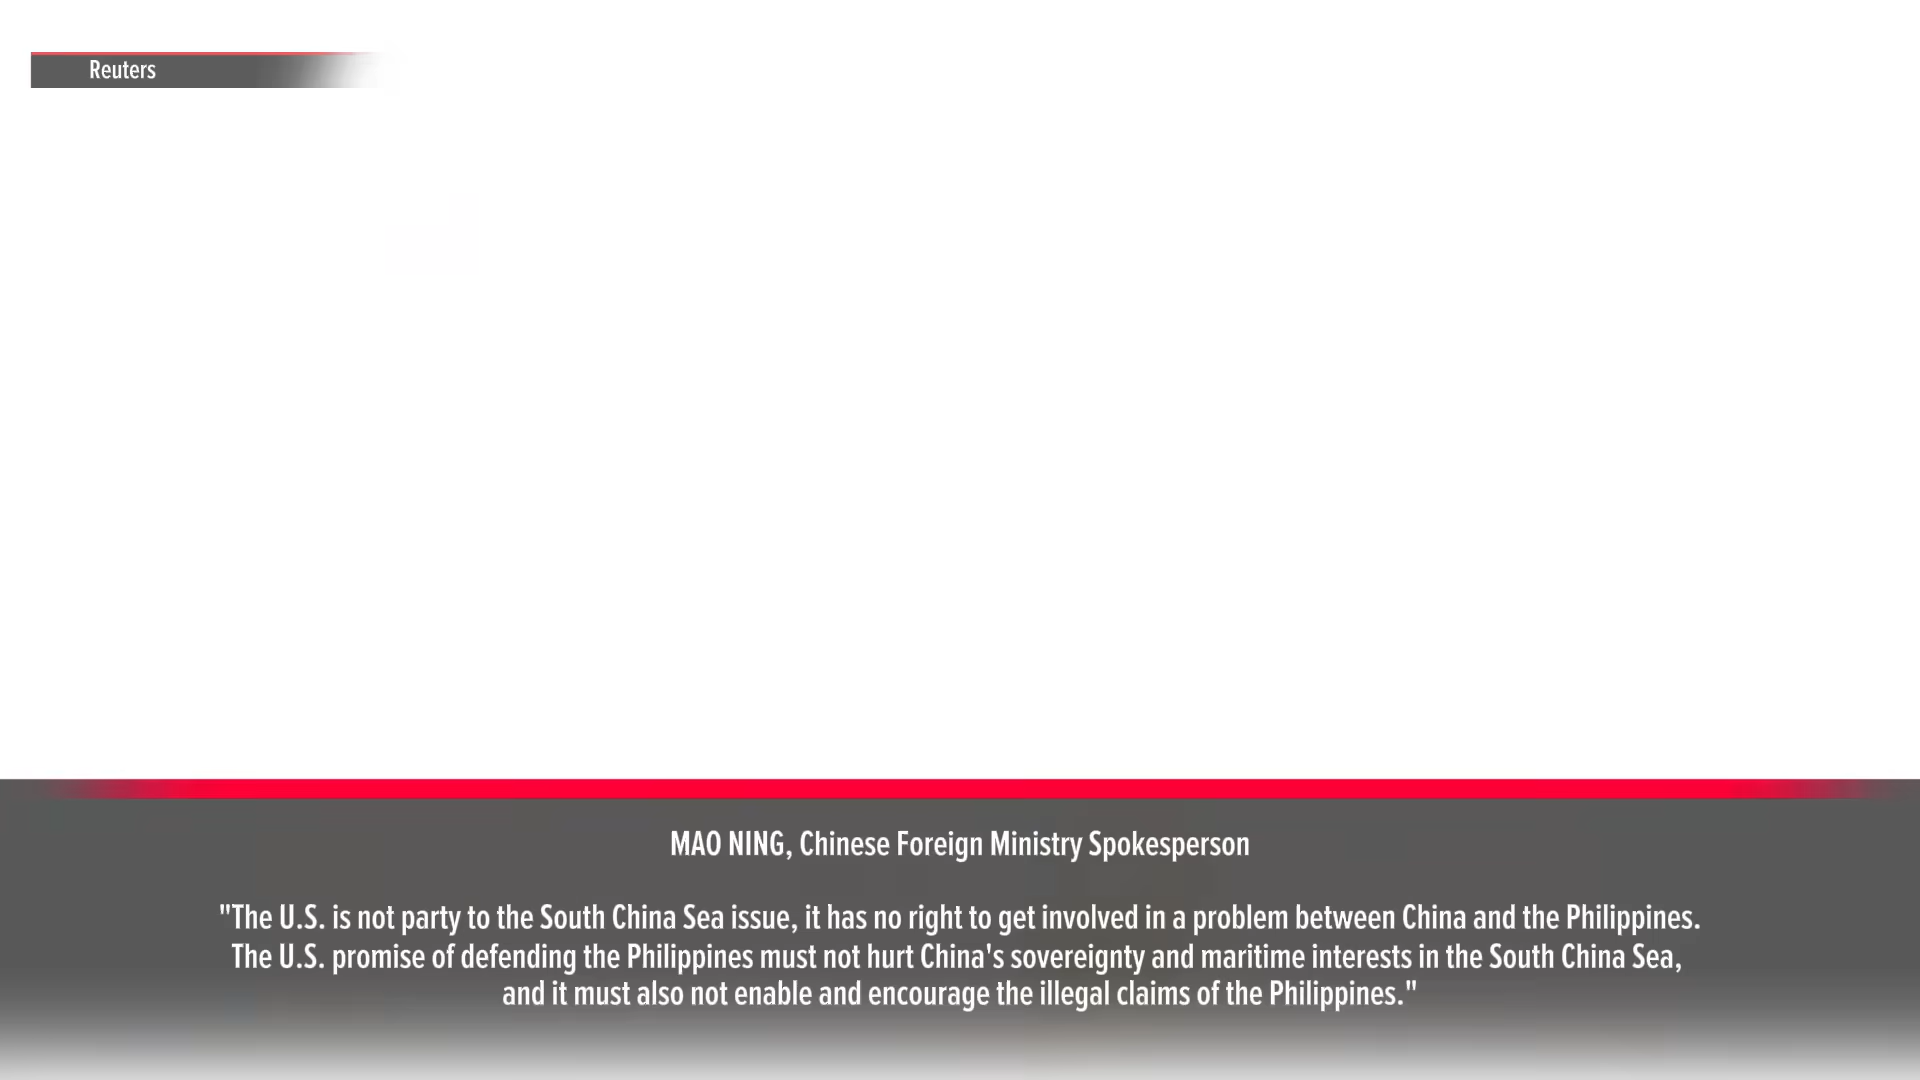 Reuters
MAO NING, Chinese Foreign Ministry Spokesperson
"The U.S. is not party to the South China Sea issue, it has no right to get involved in a problem between China and the Philippines.
The U.S. promise of defending the Philippines must not hurt China's sovereignty and maritime interests in the South China Sea,
and it must also not enable and encourage the illegal claims of the Philippines."